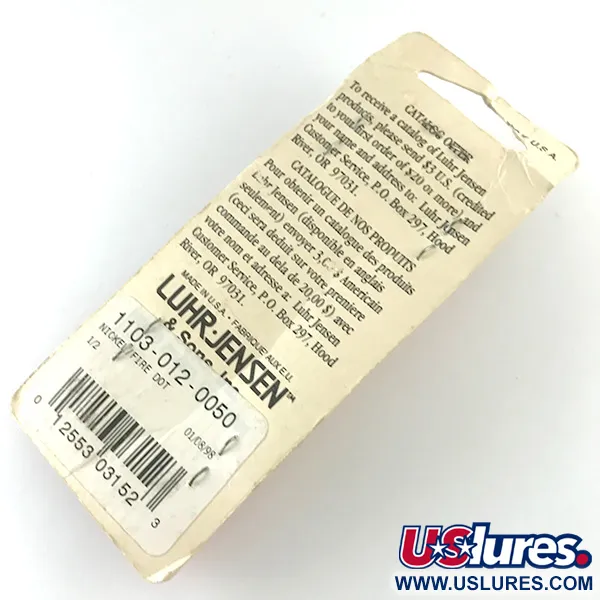 MADE IN U.S.A.
To receive a catalog of Luhr Jensen
products, please send $3 U.S. (credited
to your first order of $20 or more) and
your name and address to: Luhr Jensen
Customer Service, P.O. Box 297, Hood
River, OR 97031.
CATALOGUE DE NOS PRODUITS
Pour obtenir un catalogue des produits
Luhr Jensen (disponible en anglais
seulement) envoyer $ Americain
(ceci sera deduit sur votre premiere
commande au dela de 20.00 $) avec
votre nom et adresse a: Luhr Jensen
Customer Service, P.O. Box 297, Hood
River, OR 97031.
MADE IN U.S.A. • FABRIQUE AUX E.U.
LUHR-JENSEN
& Sons, Inc
1103-012-0050
NICKEL/FIRE DOT
1/2
01/08/98
0 12553 03152 3
USlures.
WWW.USLURES.COM